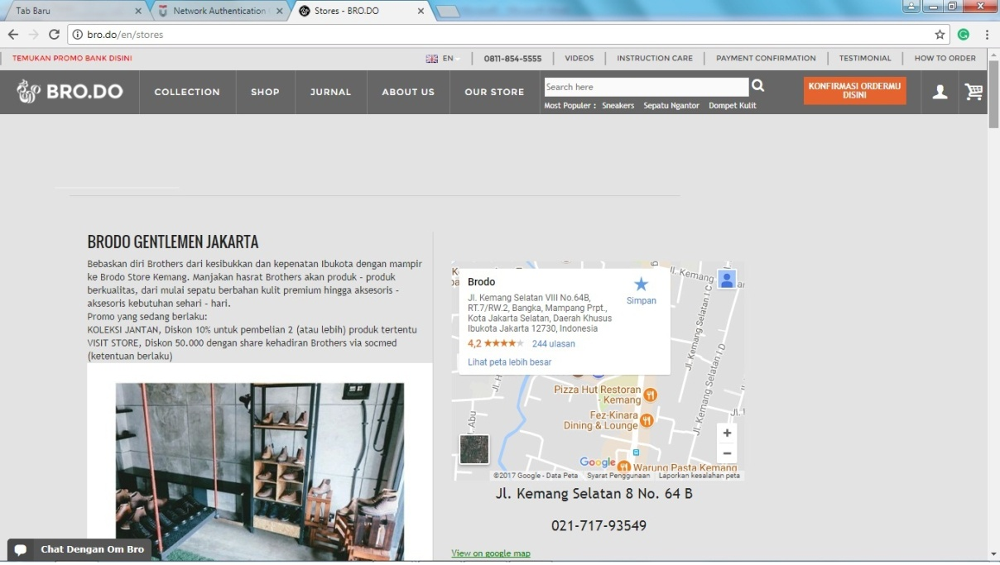 Tab Baru
Network Authentication
Stores - BRO.DO
bro.do/en/stores
TEMUKAN PROMO BANK DISINI
EN
0811-854-5555
VIDEOS
INSTRUCTION CARE
PAYMENT CONFIRMATION
TESTIMONIAL
HOW TO ORDER
BRO.DO
COLLECTION
SHOP
JURNAL
ABOUT US
OUR STORE
Search here
Most Populer : Sneakers Sepatu Ngantor Dompet Kulit
KONFIRMASI ORDERMU
DISINI
BRODO GENTLEMEN JAKARTA
Bebaskan diri Brothers dari kesibukkan dan kepenatan Ibukota dengan mampir
ke Brodo Store Kemang. Manjakan hasrat Brothers akan produk - produk
berkualitas, dari mulai sepatu berbahan kulit premium hingga aksesoris -
aksesoris kebutuhan sehari - hari.
Promo yang sedang berlaku:
KOLEKSI JANTAN, Diskon 10% untuk pembelian 2 (atau lebih) produk tertentu
VISIT STORE, Diskon 50.000 dengan share kehadiran Brothers via socmed
(ketentuan berlaku)
Brodo
Jl. Kemang Selatan VIII No.64B,
RT.7/RW.2, Bangka, Mampang Prpt.,
Kota Jakarta Selatan, Daerah Khusus
Ibukota Jakarta 12730, Indonesia
4,2
244 ulasan
Lihat peta lebih besar
Simpan
Jl. Kemang
Jl. Kemang Selatan I C
Jl. Kemang Selatan I D
Pizza Hut Restoran
- Kemang
Fez-Kinara
Dining & Lounge
Jl. H
Abu
Jl.
Google
Warung Pasta Kemang
©2017 Google - Data Peta Syarat Penggunaan Laporkan kesalahan peta
Jl. Kemang Selatan 8 No. 64 B
021-717-93549
View on google map
Chat Dengan Om Bro